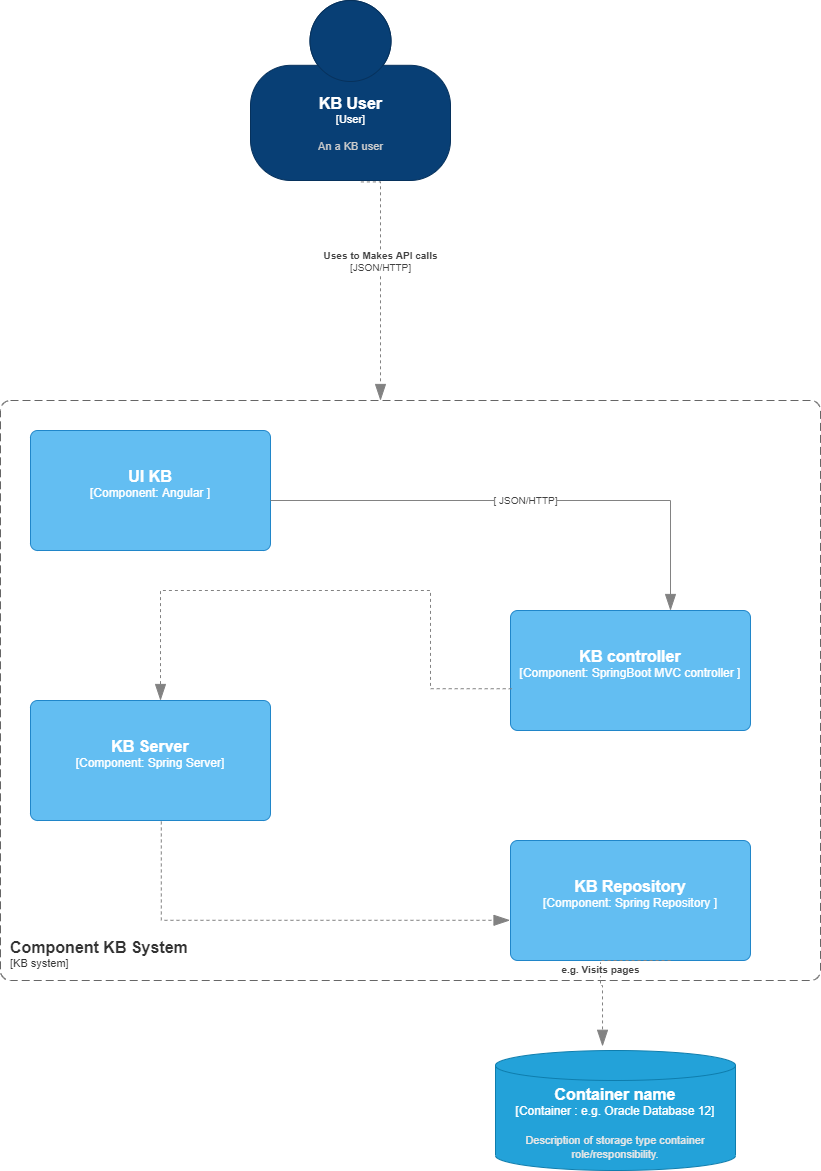 KB User
[User]
An a KB user
Uses to Makes API calls
[JSON/HTTP]
UI KB
[Component: Angular ]
[ JSON/HTTP]
KB controller
[Component: SpringBoot MVC controller ]
KB Server
[Component: Spring Server]
KB Repository
[Component: Spring Repository ]
Component KB System
[KB system]
e.g. Visits pages
Container name
[Container : e.g. Oracle Database 12]
Description of storage type container
role/responsibility.